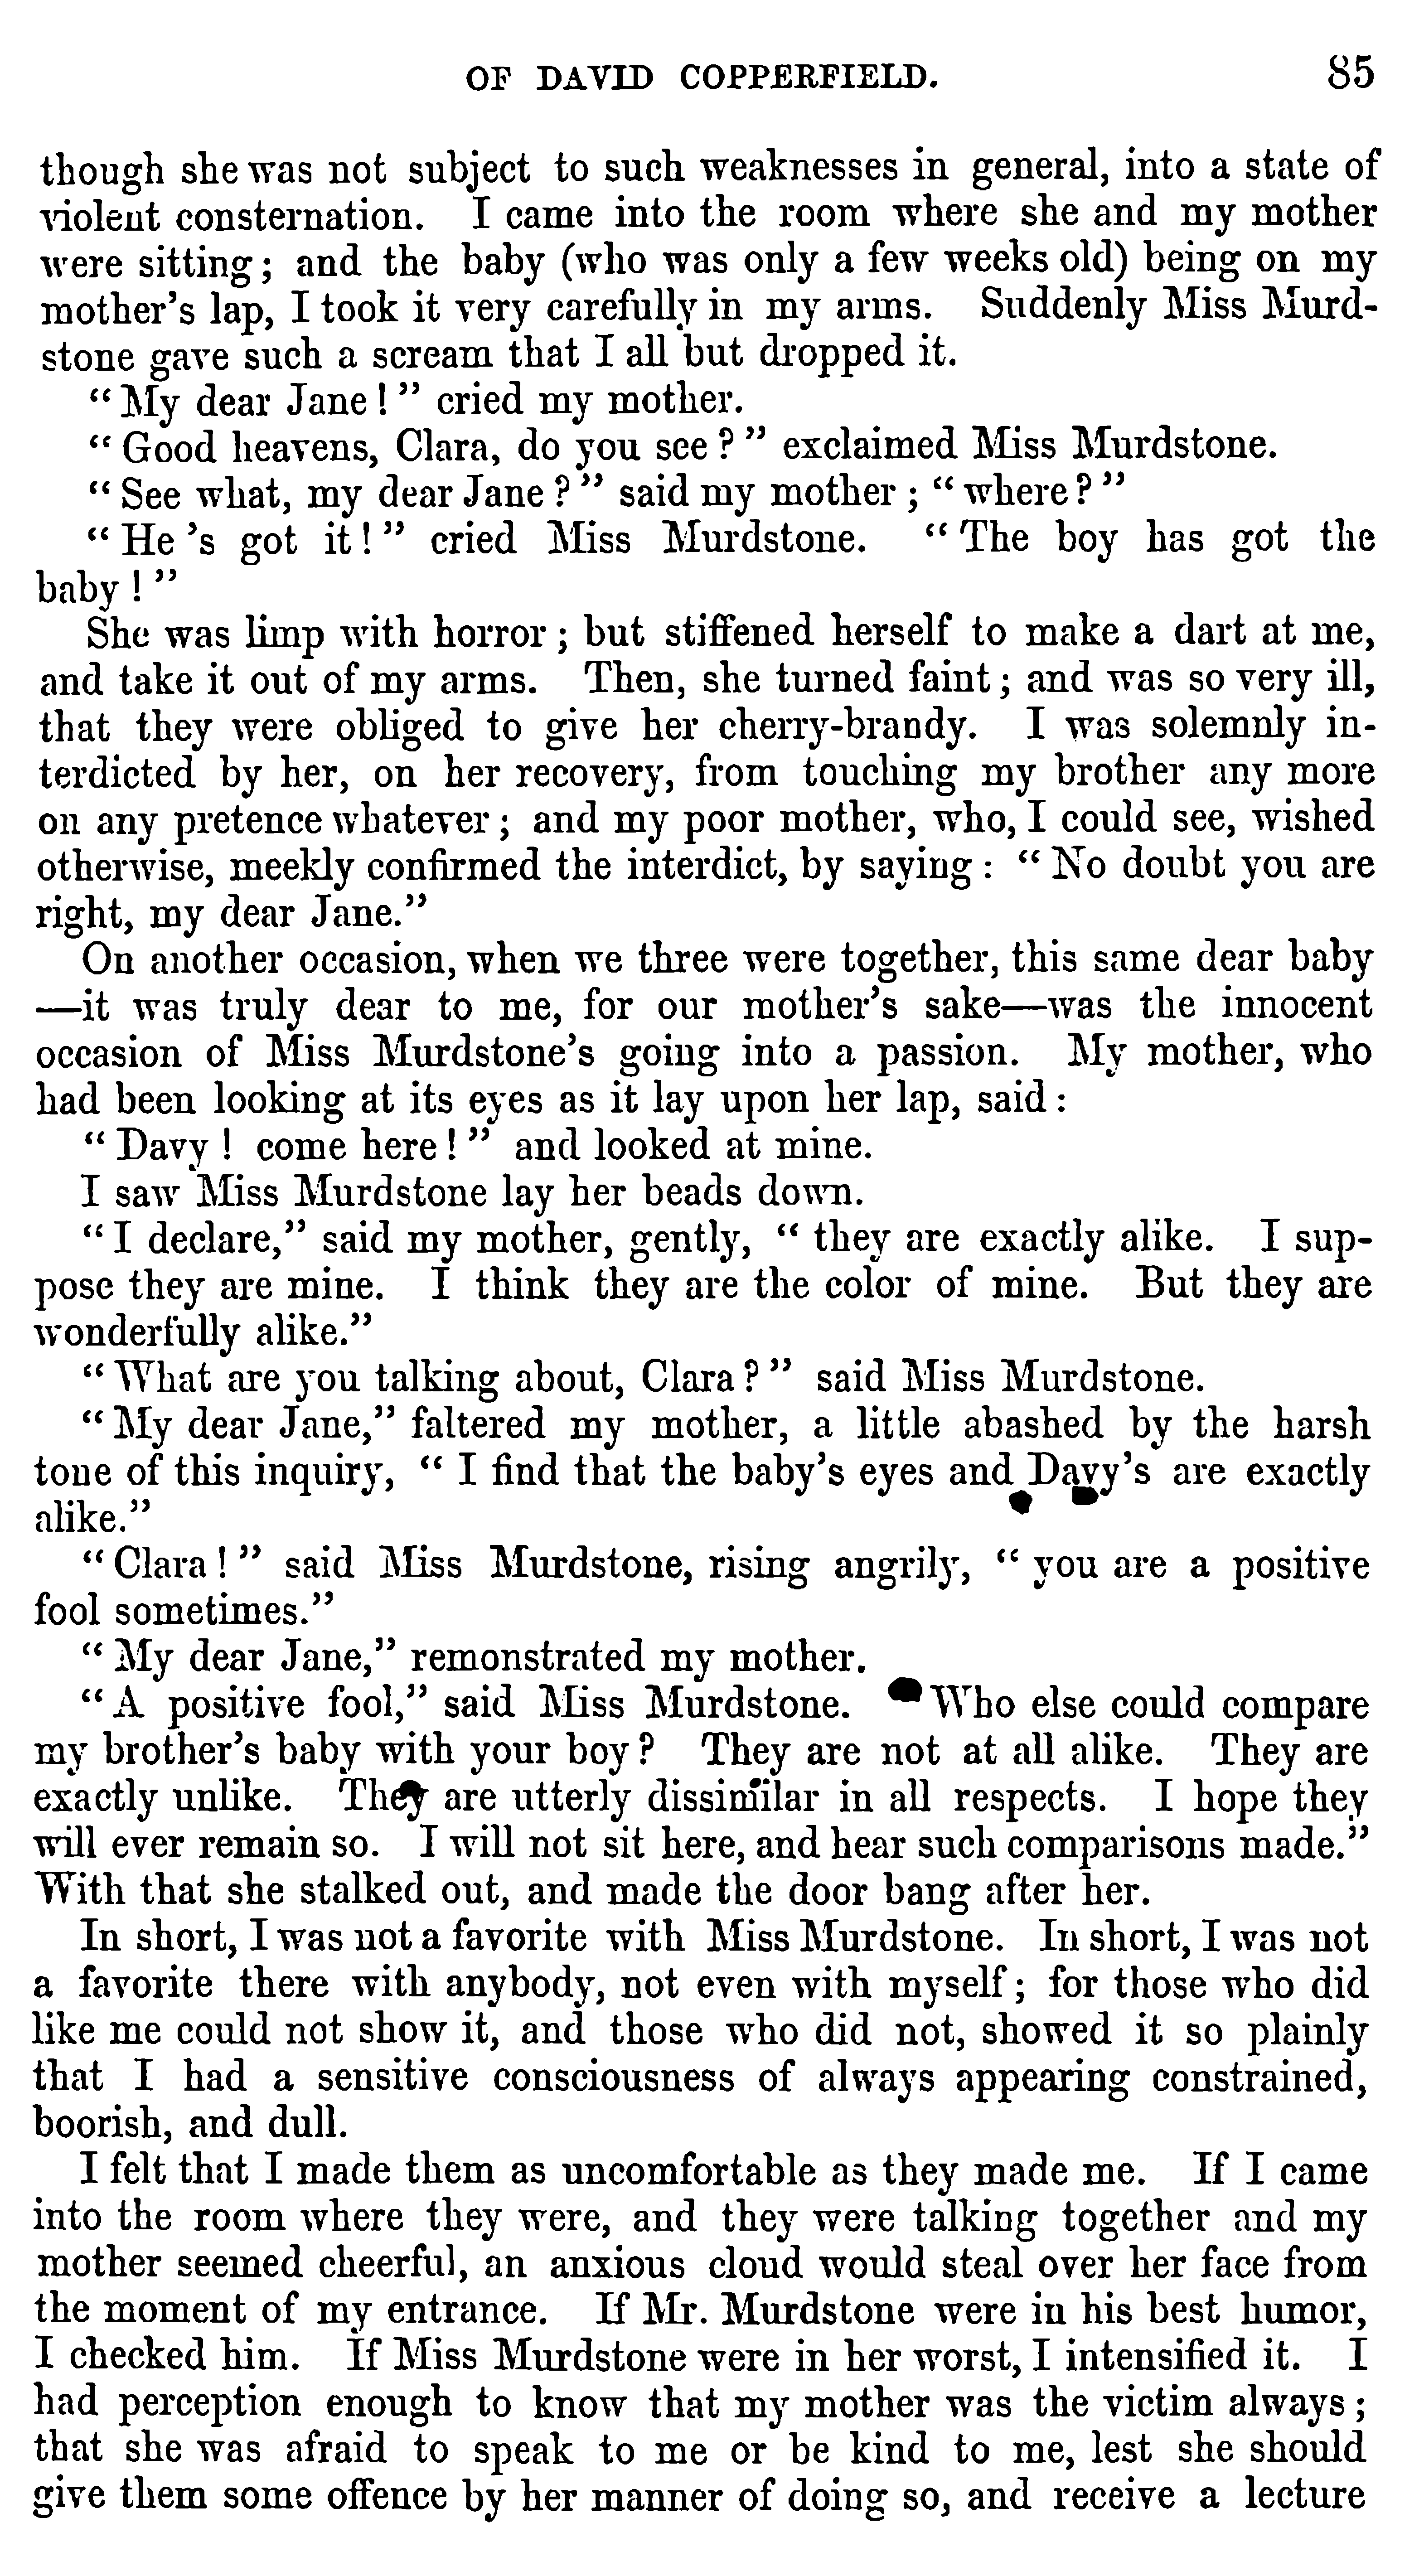 OF DAVID COPPERFIELD. 85
though she was not subject to such weaknesses in general, into a state of
violent consternation. I came into the room where she and my mother
were sitting; and the baby (who was only a few weeks old) being on my
mother's lap, I took it very carefully in my arms. Suddenly Miss Murd-
stone gave such a scream that I all but dropped it.
"My dear Jane!" cried my mother.
"Good heavens, Clara, do you see?" exclaimed Miss Murdstone.
"See what, my dear Jane?" said my mother; "where?"
"He's got it!" cried Miss Murdstone. "The boy has got the
baby!"
She was limp with horror; but stiffened herself to make a dart at me,
and take it out of my arms. Then, she turned faint; and was so very ill,
that they were obliged to give her cherry-brandy. I was solemnly in-
terdicted by her, on her recovery, from touching my brother any more
on any pretence whatever; and my poor mother, who, I could see, wished
otherwise, meekly confirmed the interdict, by saying: "No doubt you are
right, my dear Jane."
On another occasion, when we three were together, this same dear baby
—it was truly dear to me, for our mother's sake—was the innocent
occasion of Miss Murdstone's going into a passion. My mother, who
had been looking at its eyes as it lay upon her lap, said:
"Davy! come here!" and looked at mine.
I saw Miss Murdstone lay her beads down.
"I declare," said my mother, gently, "they are exactly alike. I sup-
pose they are mine. I think they are the color of mine. But they are
wonderfully alike."
"What are you talking about, Clara?" said Miss Murdstone.
"My dear Jane," faltered my mother, a little abashed by the harsh
tone of this inquiry, "I find that the baby's eyes and Davy's are exactly
alike."
"Clara!" said Miss Murdstone, rising angrily, "you are a positive
fool sometimes."
"My dear Jane," remonstrated my mother.
"A positive fool," said Miss Murdstone. "Who else could compare
my brother's baby with your boy? They are not at all alike. They are
exactly unlike. They are utterly dissimilar in all respects. I hope they
will ever remain so. I will not sit here, and hear such comparisons made."
With that she stalked out, and made the door bang after her.
In short, I was not a favorite with Miss Murdstone. In short, I was not
a favorite there with anybody, not even with myself; for those who did
like me could not show it, and those who did not, showed it so plainly
that I had a sensitive consciousness of always appearing constrained,
boorish, and dull.
I felt that I made them as uncomfortable as they made me. If I came
into the room where they were, and they were talking together and my
mother seemed cheerful, an anxious cloud would steal over her face from
the moment of my entrance. If Mr. Murdstone were in his best humor,
I checked him. If Miss Murdstone were in her worst, I intensified it. I
had perception enough to know that my mother was the victim always;
that she was afraid to speak to me or be kind to me, lest she should
give them some offence by her manner of doing so, and receive a lecture